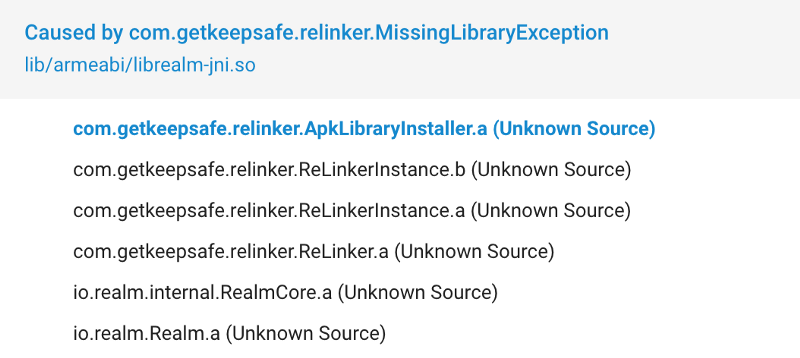 Caused by com.getkeepsafe.relinker.MissingLibraryException
lib/armeabi/librealm-jni.so
com.getkeepsafe.relinker.ApkLibraryInstaller.a (Unknown Source)
com.getkeepsafe.relinker.ReLinkerInstance.b (Unknown Source)
com.getkeepsafe.relinker.ReLinkerInstance.a (Unknown Source)
com.getkeepsafe.relinker.ReLinker.a (Unknown Source)
io.realm.internal.RealmCore.a (Unknown Source)
io.realm.Realm.a (Unknown Source)